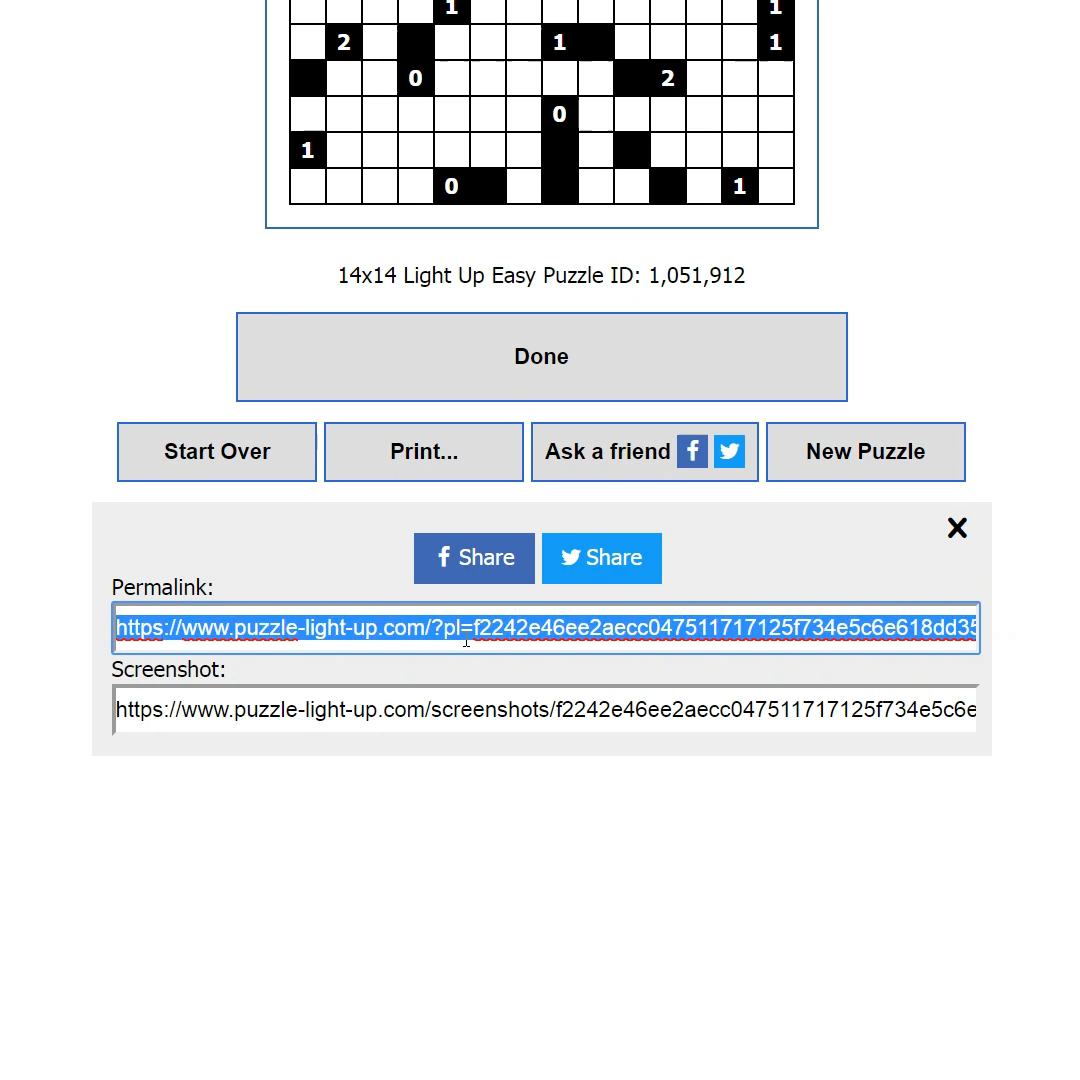 1 1
2 1 1
0 2
0
1
0 1
14x14 Light Up Easy Puzzle ID: 1,051,912
Done
Start Over Print... Ask a friend New Puzzle
Share Share
Permalink:
https://www.puzzle-light-up.com/?pl=f2242e46ee2aecc047511717125f734e5c6e618dd35
Screenshot:
https://www.puzzle-light-up.com/screenshots/f2242e46ee2aecc047511717125f734e5c6e